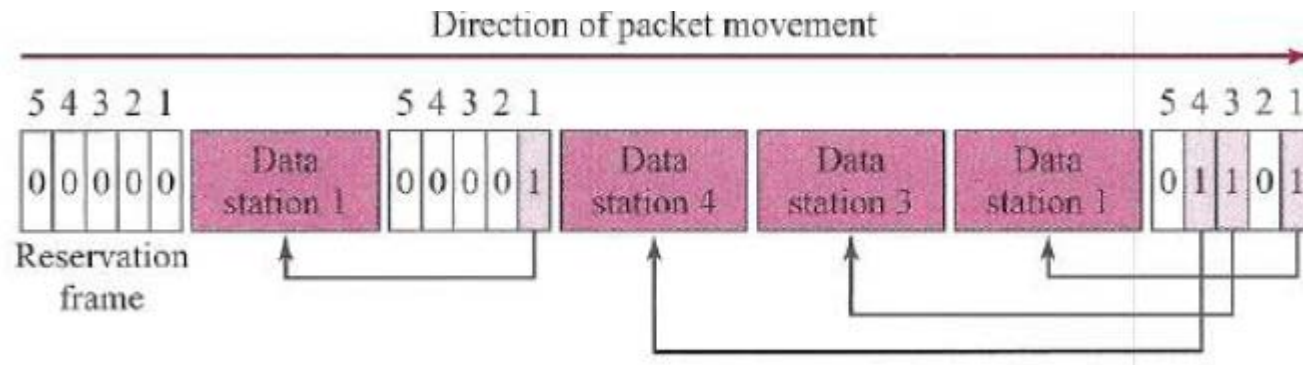 Direction of packet movement
5 4 3 2 1
5 4 3 2 1
5 4 3 2 1
0 0 0 0 0
Data
station 1
0 0 0 0 1
Data
station 4
Data
station 3
Data
station 1
0 1 1 0 1
Reservation
frame